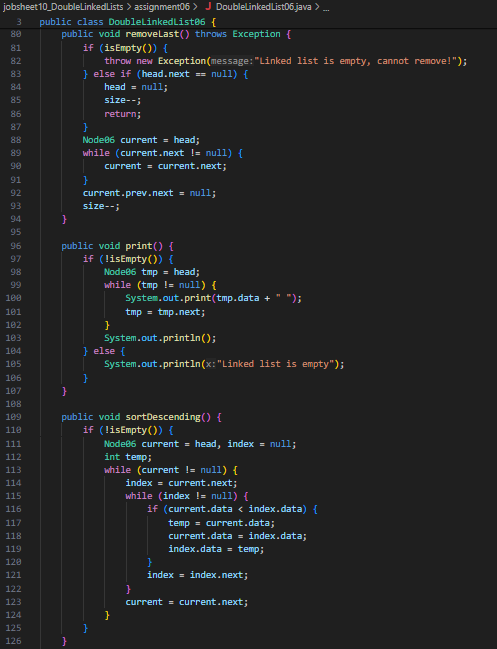 jobsheet10_DoubleLinkedLists > assignment06 > J DoubleLinkedList06.java > ...
3 public class DoubleLinkedList06 {
80 public void removeLast() throws Exception {
81 if (isEmpty()) {
82 throw new Exception(message:"Linked list is empty, cannot remove!");
83 } else if (head.next == null) {
84 head = null;
85 size--;
86 return;
87 }
88 Node06 current = head;
89 while (current.next != null) {
90 current = current.next;
91 }
92 current.prev.next = null;
93 size--;
94 }
95
96 public void print() {
97 if (!isEmpty()) {
98 Node06 tmp = head;
99 while (tmp != null) {
100 System.out.print(tmp.data + " ");
101 tmp = tmp.next;
102 }
103 System.out.println();
104 } else {
105 System.out.println(x:"Linked list is empty");
106 }
107 }
108
109 public void sortDescending() {
110 if (!isEmpty()) {
111 Node06 current = head, index = null;
112 int temp;
113 while (current != null) {
114 index = current.next;
115 while (index != null) {
116 if (current.data < index.data) {
117 temp = current.data;
118 current.data = index.data;
119 index.data = temp;
120 }
121 index = index.next;
122 }
123 current = current.next;
124 }
125 }
126 }